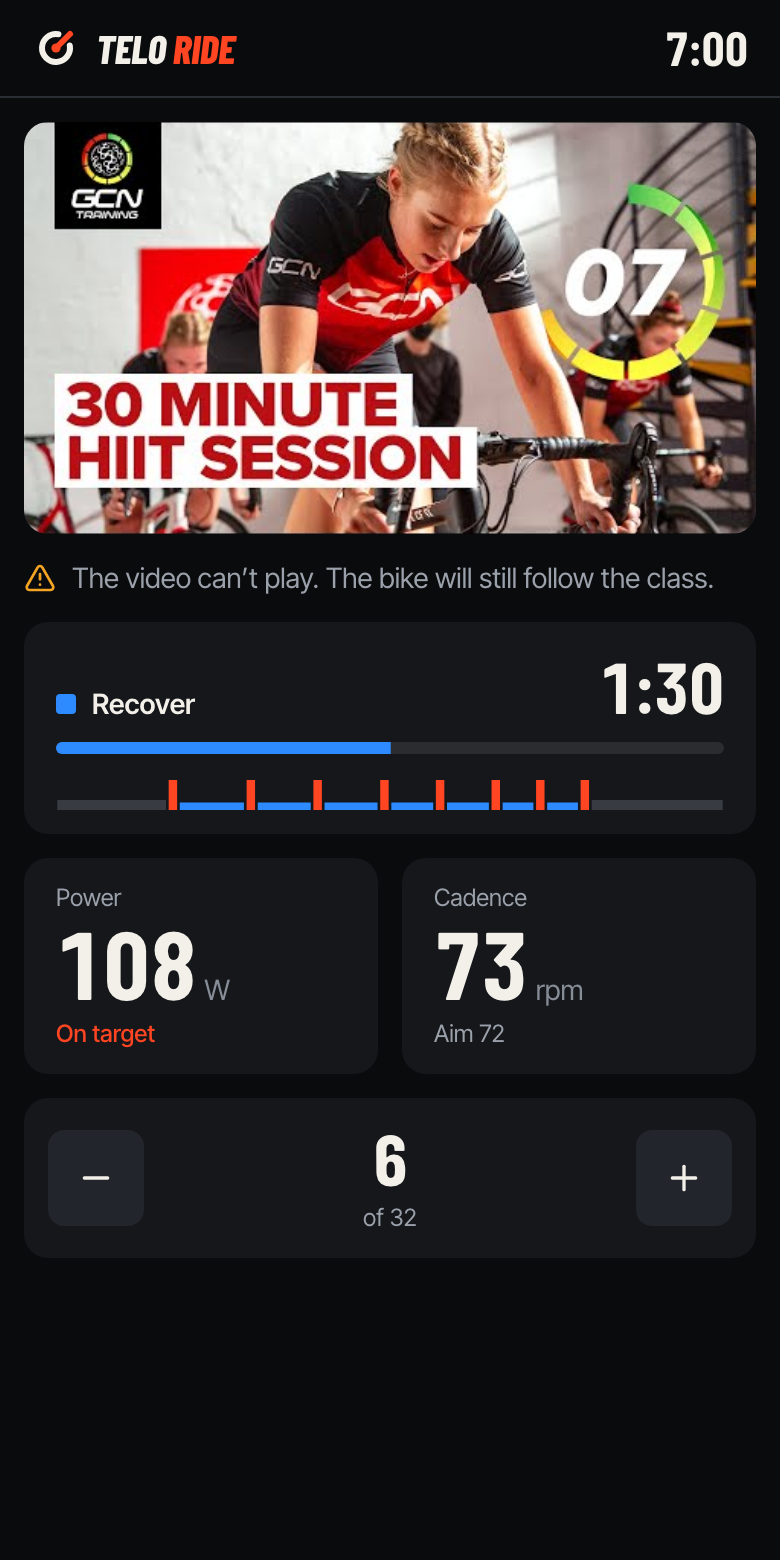 TELO RIDE
7:00
GCN
TRAINING
GCN
GCN
07
30 MINUTE
HIIT SESSION
The video can’t play. The bike will still follow the class.
Recover
1:30
Power
108 W
On target
Cadence
73 rpm
Aim 72
6
of 32